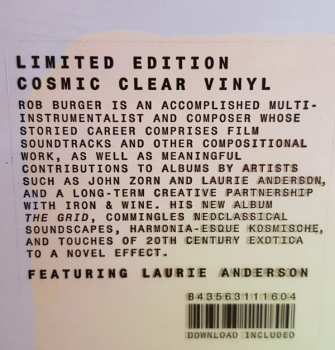 LIMITED EDITION
COSMIC CLEAR VINYL
ROB BURGER IS AN ACCOMPLISHED MULTI-
INSTRUMENTALIST AND COMPOSER WHOSE
STORIED CAREER COMPRISES FILM
SOUNDTRACKS AND OTHER COMPOSITIONAL
WORK, AS WELL AS MEANINGFUL
CONTRIBUTIONS TO ALBUMS BY ARTISTS
SUCH AS JOHN ZORN AND LAURIE ANDERSON,
AND A LONG-TERM CREATIVE PARTNERSHIP
WITH IRON & WINE. HIS NEW ALBUM
THE GRID, COMMINGLES NEOCLASSICAL
SOUNDSCAPES, HARMONIA-ESQUE KOSMISCHE,
AND TOUCHES OF 20TH CENTURY EXOTICA
TO A NOVEL EFFECT.
FEATURING LAURIE ANDERSON
843563111604
DOWNLOAD INCLUDED